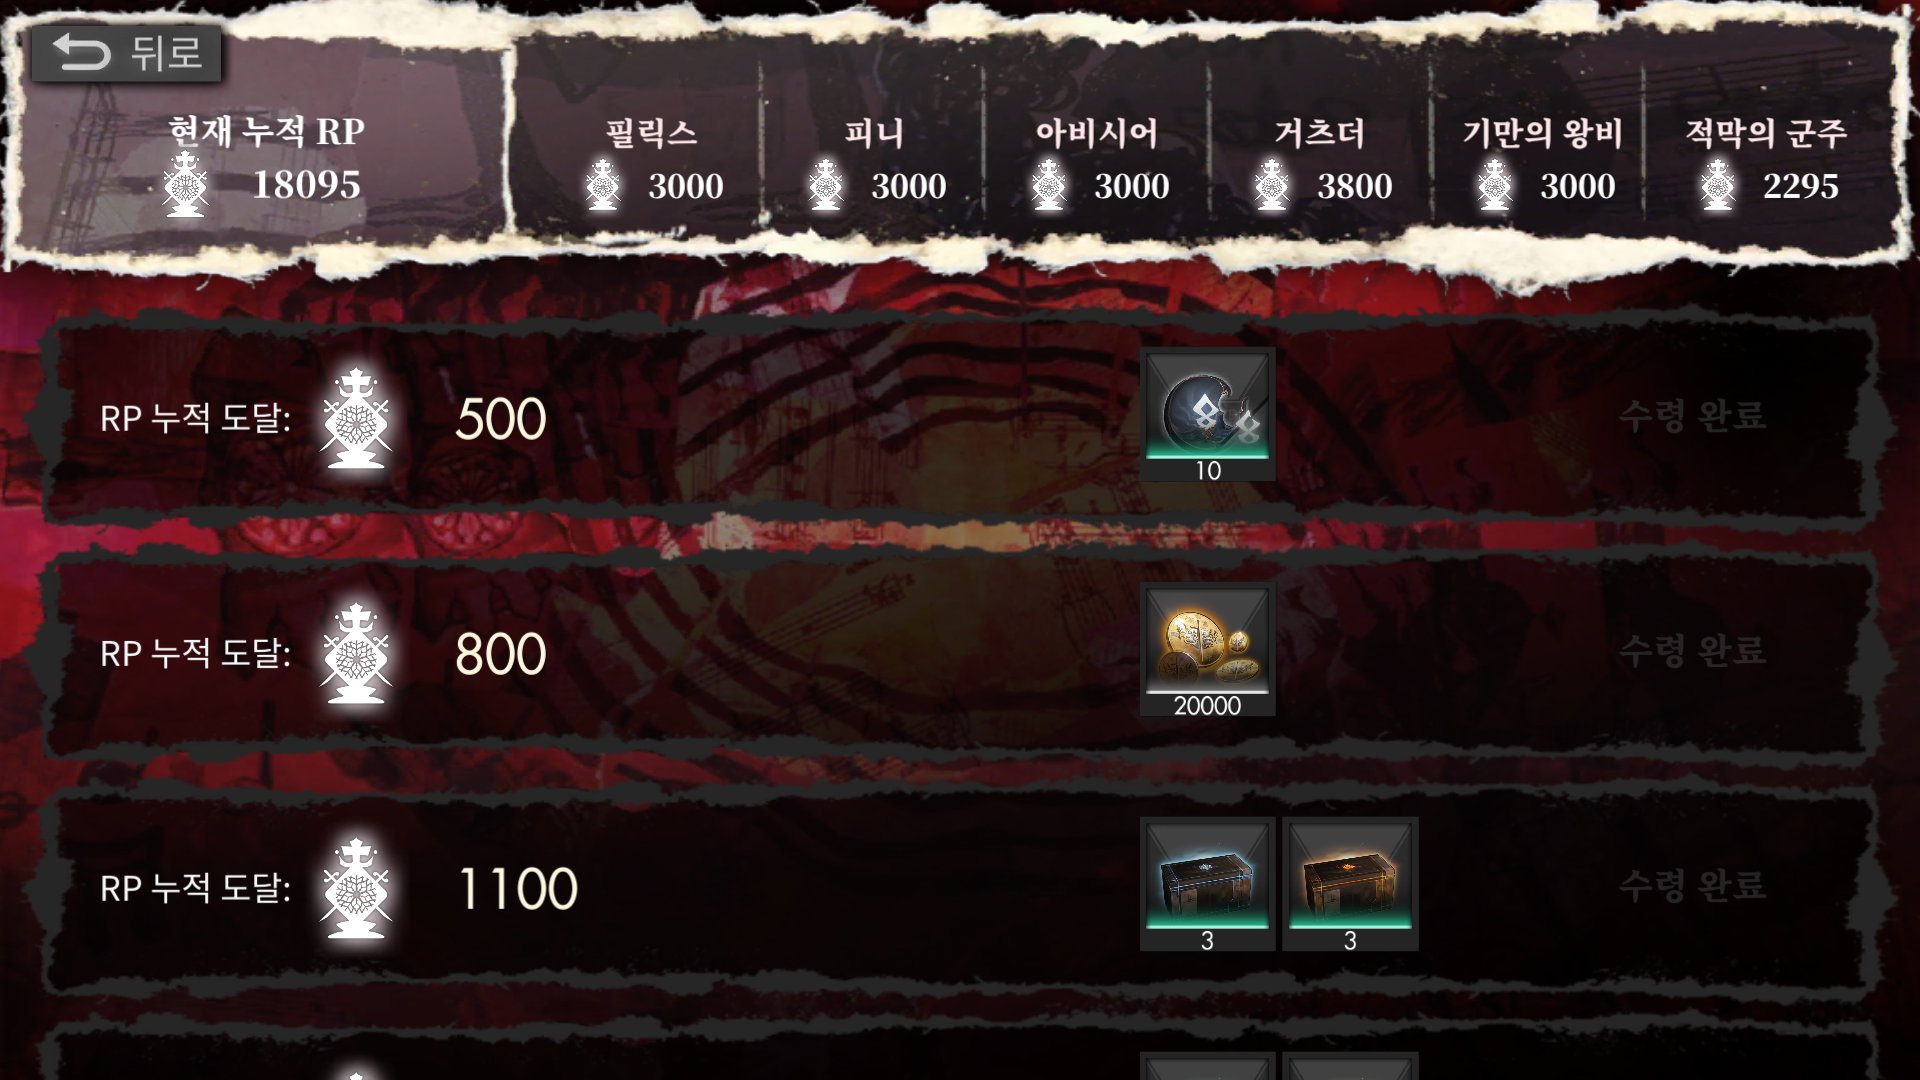 뒤로
현재 누적 RP
18095
필릭스
3000
피니
3000
아비시어
3000
거츠더
3800
기만의 왕비
3000
적막의 군주
2295
RP 누적 도달: 500
10
수령 완료
RP 누적 도달: 800
20000
수령 완료
RP 누적 도달: 1100
3
3
수령 완료